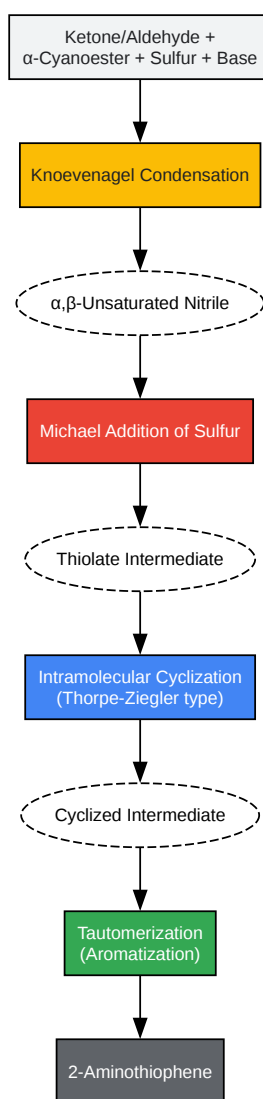 Ketone/Aldehyde +
α-Cyanoester + Sulfur + Base
Knoevenagel Condensation
α,β-Unsaturated Nitrile
Michael Addition of Sulfur
Thiolate Intermediate
Intramolecular Cyclization
(Thorpe-Ziegler type)
Cyclized Intermediate
Tautomerization
(Aromatization)
2-Aminothiophene